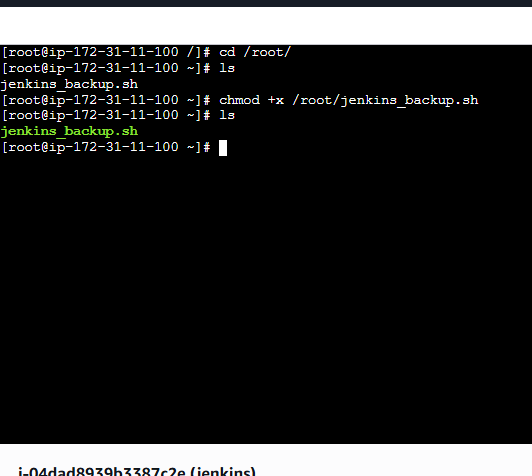 [root@ip-172-31-11-100 /]# cd /root/
[root@ip-172-31-11-100 ~]# ls
jenkins_backup.sh
[root@ip-172-31-11-100 ~]# chmod +x /root/jenkins_backup.sh
[root@ip-172-31-11-100 ~]# ls
jenkins_backup.sh
[root@ip-172-31-11-100 ~]#
i-04dad8939b3387c2e (jenkins)